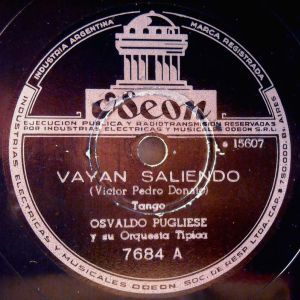 INDUSTRIA ARGENTINA
MARCA REGISTRADA
Odeon
EJECUCION PUBLICA Y RADIOTRANSMISION RESERVADAS
POR INDUSTRIAS ELECTRICAS Y MUSICALES ODEON S.R.L.
15607
VAYAN SALIENDO
(Victor Pedro Donato)
Tango
OSVALDO PUGLIESE
y su Orquesta Típica
7684 A
INDUSTRIAS ELECTRICAS Y MUSICALES ODEON SOC. DE RESP. LTDA. CAP. $750.000. Bs. AIRES